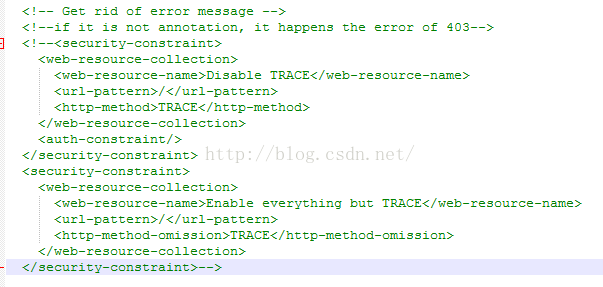 <!-- Get rid of error message -->
<!--if it is not annotation, it happens the error of 403-->
<!--<security-constraint>
<web-resource-collection>
<web-resource-name>Disable TRACE</web-resource-name>
<url-pattern>/</url-pattern>
<http-method>TRACE</http-method>
</web-resource-collection>
<auth-constraint/>
</security-constraint> http://blog.csdn.net/
<security-constraint>
<web-resource-collection>
<web-resource-name>Enable everything but TRACE</web-resource-name>
<url-pattern>/</url-pattern>
<http-method-omission>TRACE</http-method-omission>
</web-resource-collection>
</security-constraint>-->